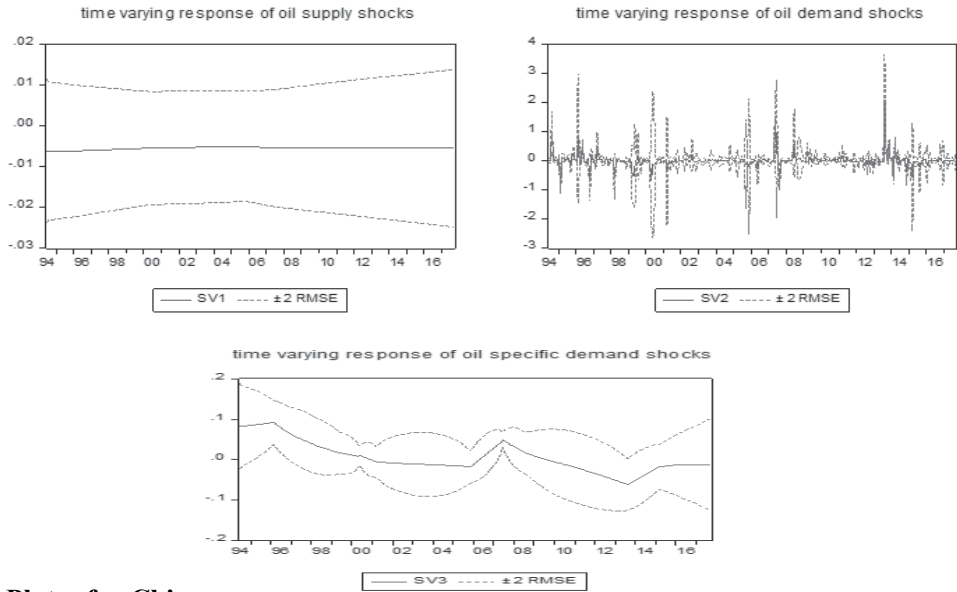 time varying response of oil supply shocks
.02
.01
.00
-.01
-.02
-.03
94 96 98 00 02 04 06 08 10 12 14 16
SV1 ±2 RMSE
time varying response of oil demand shocks
4
3
2
1
0
-1
-2
-3
94 96 98 00 02 04 06 08 10 12 14 16
SV2 ±2 RMSE
time varying response of oil specific demand shocks
.2
.1
.0
-.1
-.2
94 96 98 00 02 04 06 08 10 12 14 16
SV3 ±2 RMSE